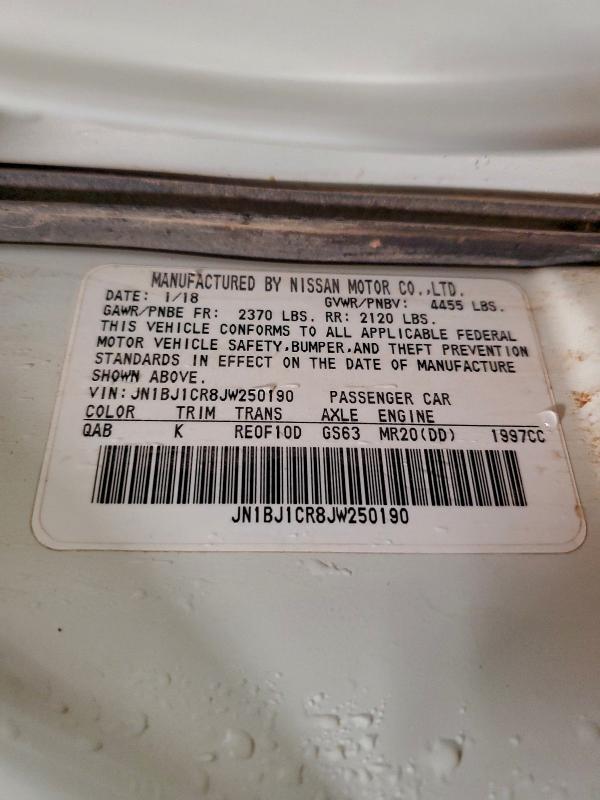 MANUFACTURED BY NISSAN MOTOR CO.,LTD.
DATE: 1/18 GVWR/PNBV: 4455 LBS.
GAWR/PNBE FR: 2370 LBS. RR: 2120 LBS.
THIS VEHICLE CONFORMS TO ALL APPLICABLE FEDERAL
MOTOR VEHICLE SAFETY,BUMPER,AND THEFT PREVENTION
STANDARDS IN EFFECT ON THE DATE OF MANUFACTURE
SHOWN ABOVE.
VIN:JN1BJ1CR8JW250190 PASSENGER CAR
COLOR TRIM TRANS AXLE ENGINE
QAB K RE0F10D GS63 MR20(DD) 1997CC
JN1BJ1CR8JW250190